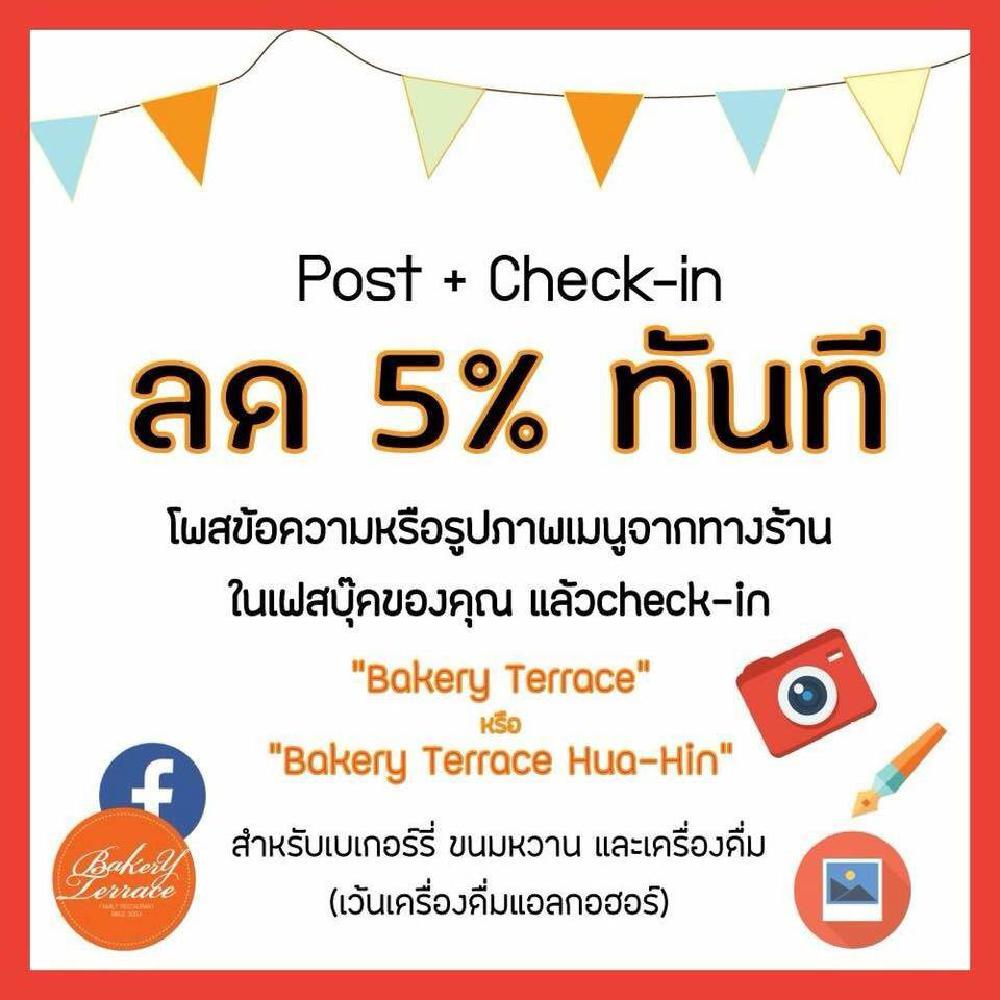 Post + Check-in
ลด 5% ทันที
โพสข้อความหรือรูปภาพเมนูจากทางร้าน
ในเฟสบุ๊คของคุณ แล้วcheck-in
"Bakery Terrace"
หรือ
"Bakery Terrace Hua-Hin"
สำหรับเบเกอร์รี่ ขนมหวาน และเครื่องดื่ม
(เว้นเครื่องดื่มแอลกอฮอร์)
f
Bakery
Terrace
FAMILY RESTAURANT